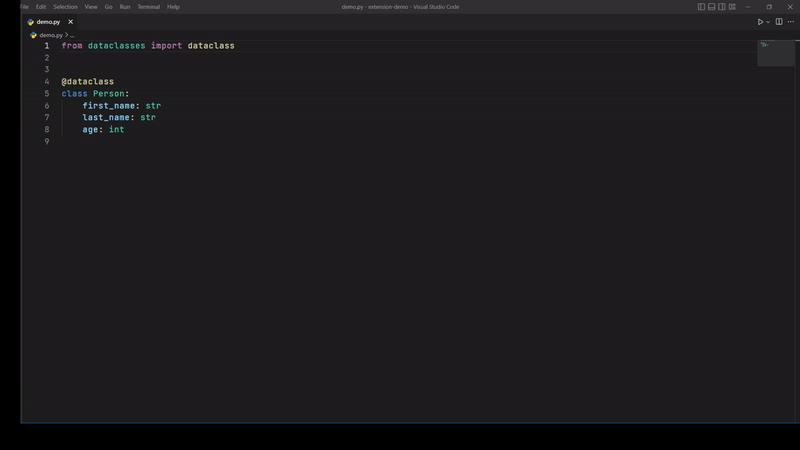 File Edit Selection View Go Run Terminal Help demo.py - extension-demo - Visual Studio Code
demo.py
demo.py > ...
1 from dataclasses import dataclass
2
3
4 @dataclass
5 class Person:
6 first_name: str
7 last_name: str
8 age: int
9